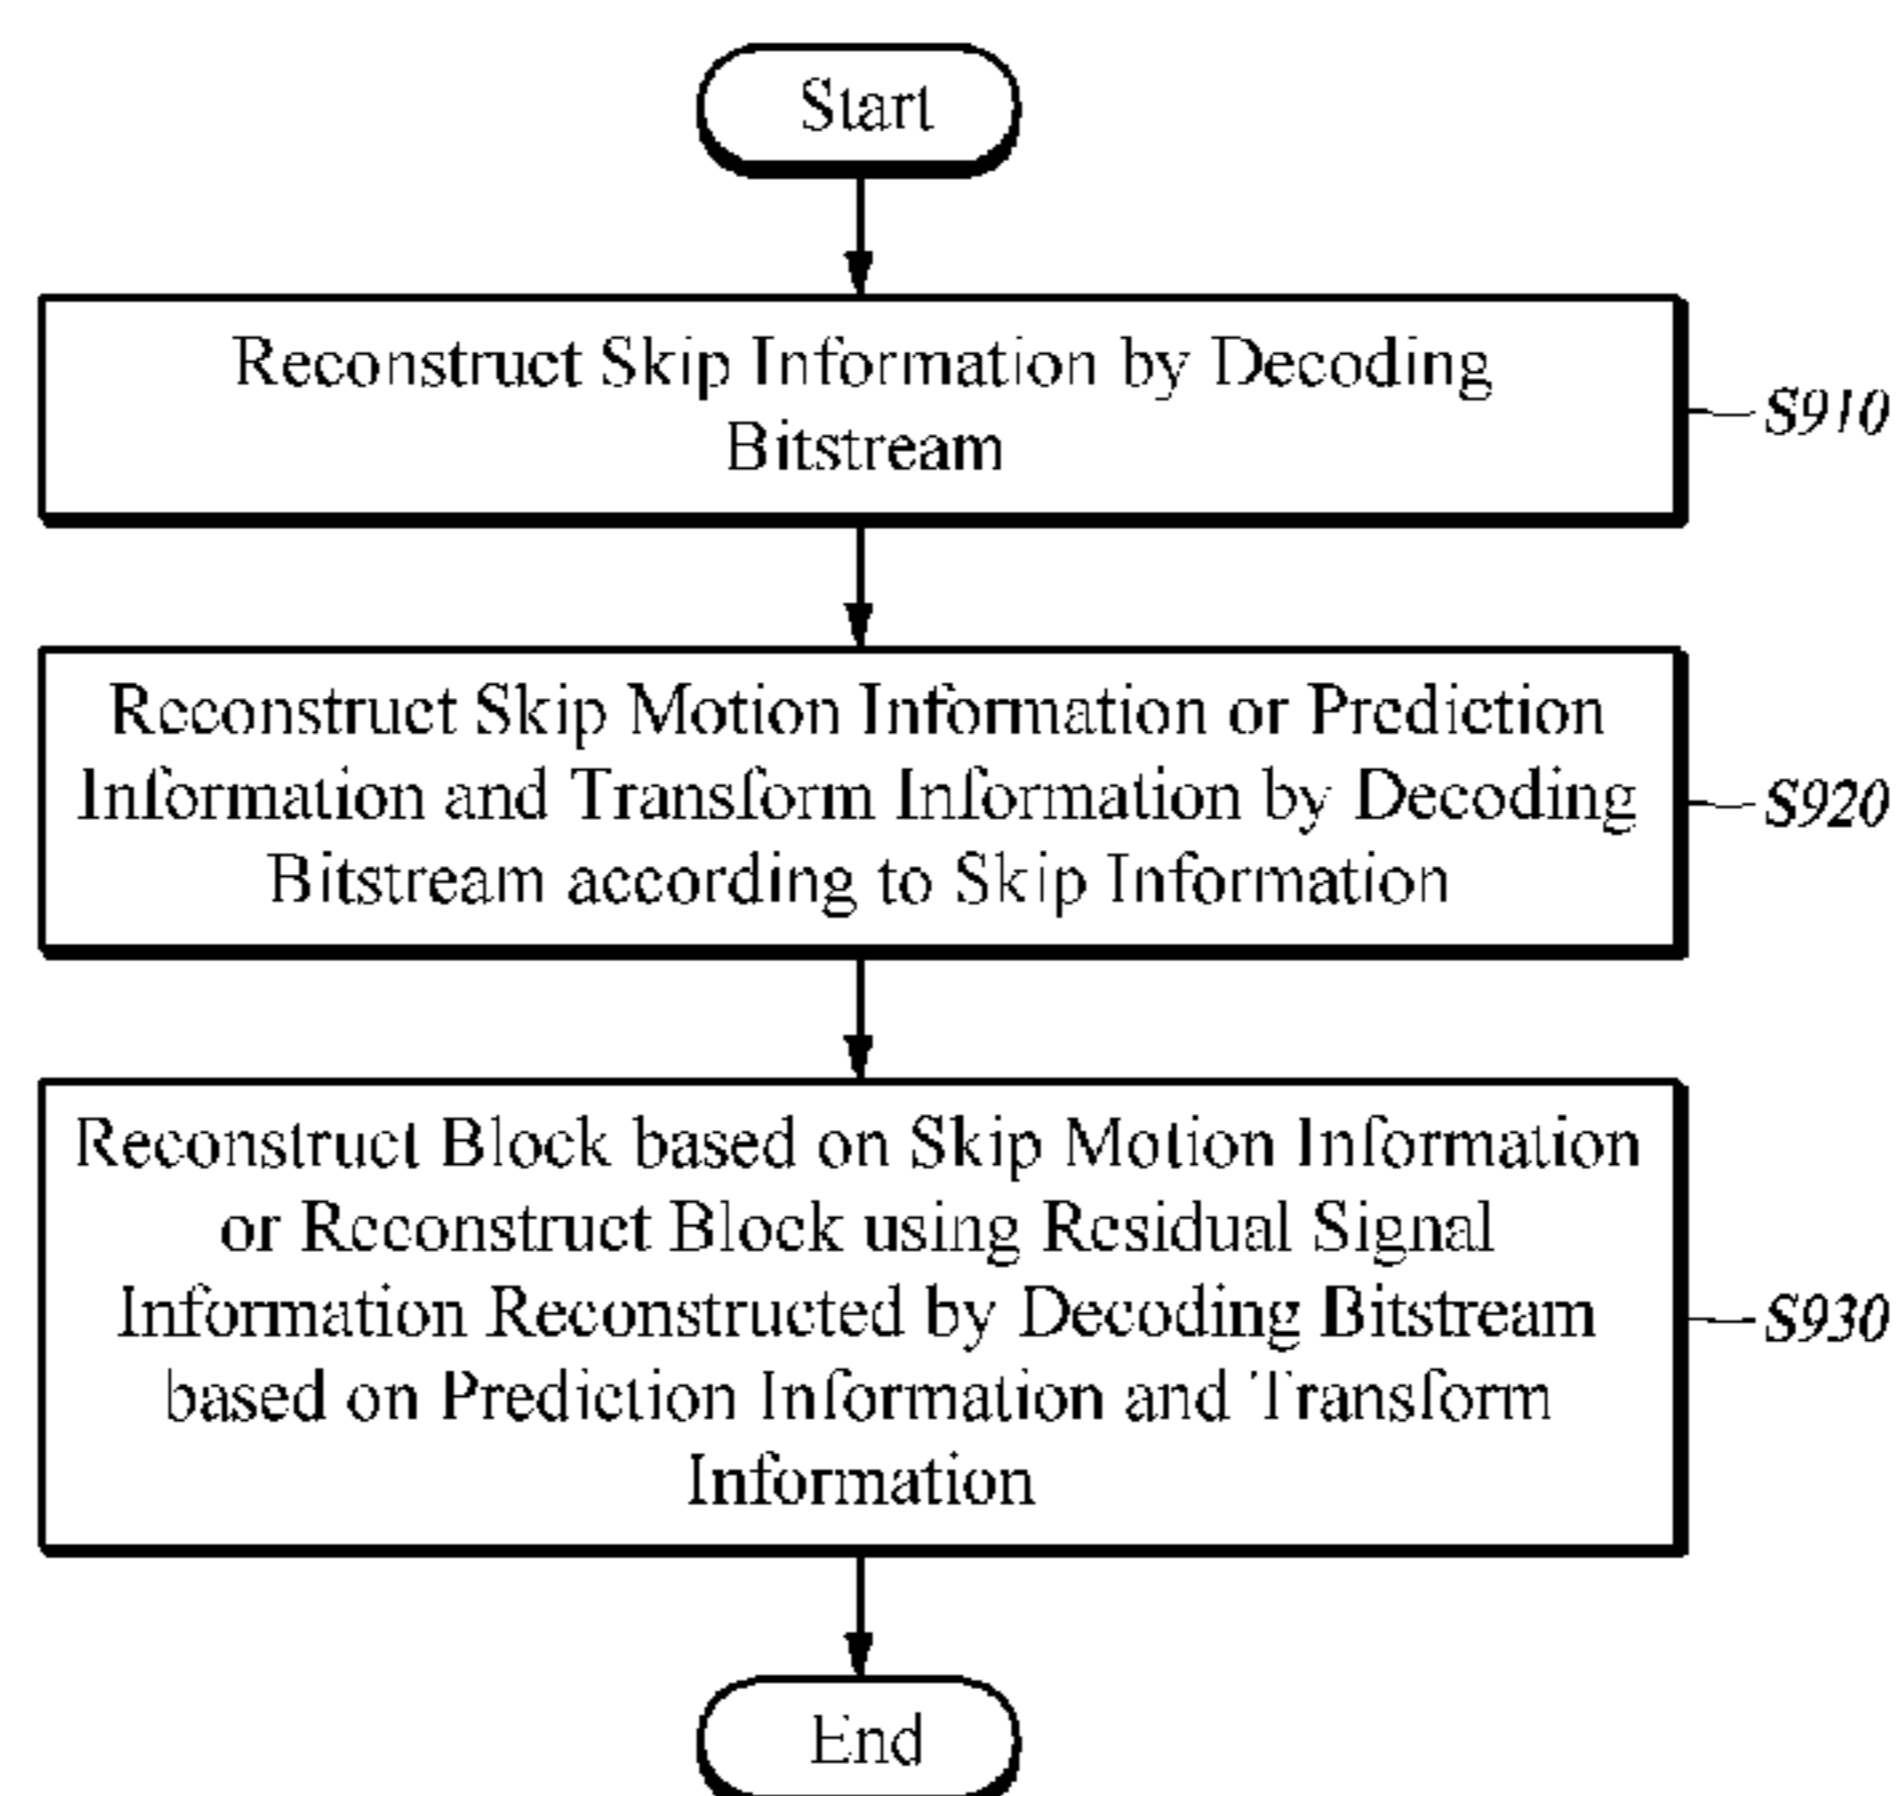 Start
Reconstruct Skip Information by Decoding
Bitstream
S910
Reconstruct Skip Motion Information or Prediction
Information and Transform Information by Decoding
Bitstream according to Skip Information
S920
Reconstruct Block based on Skip Motion Information
or Reconstruct Block using Residual Signal
Information Reconstructed by Decoding Bitstream
based on Prediction Information and Transform
Information
S930
End